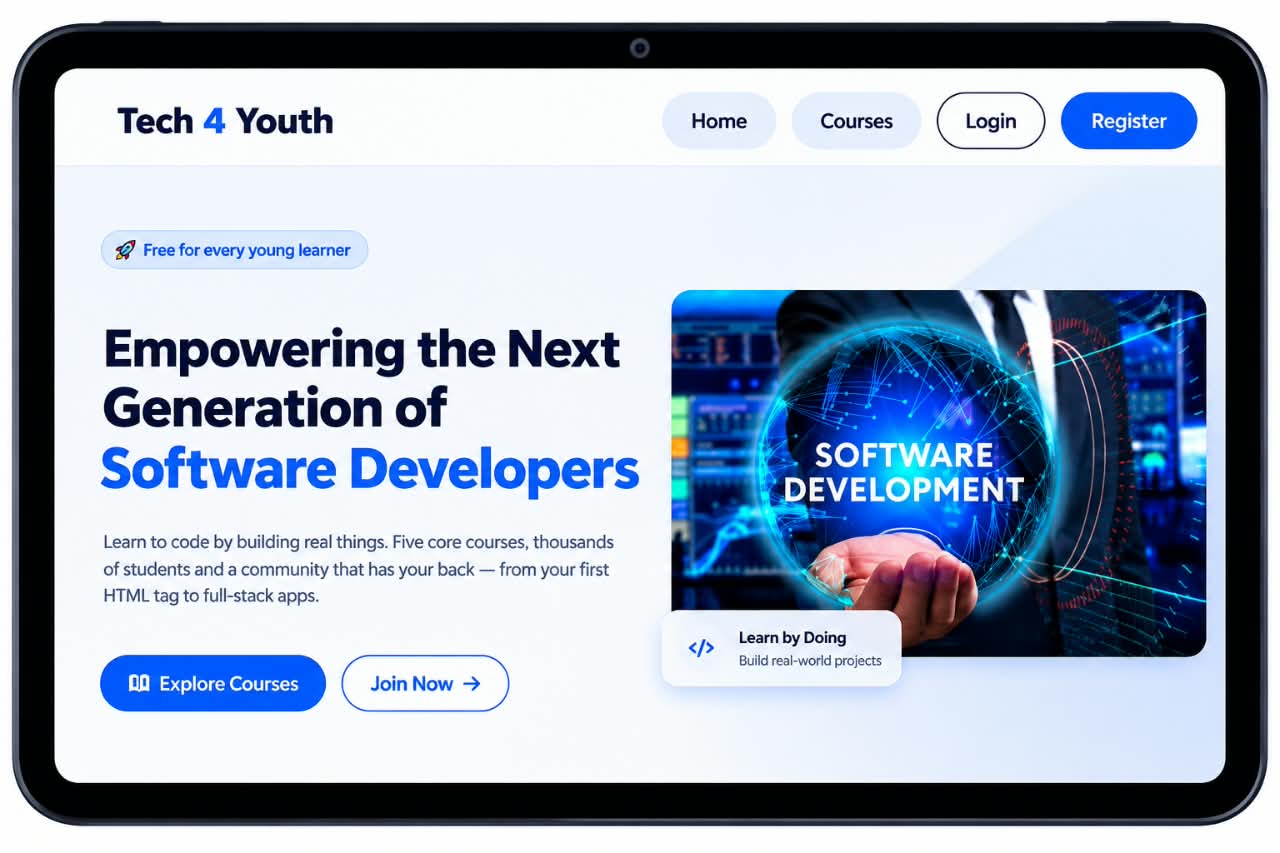 Tech 4 Youth
Home
Courses
Login
Register
🚀 Free for every young learner
Empowering the Next
Generation of
Software Developers
Learn to code by building real things. Five core courses, thousands
of students and a community that has your back — from your first
HTML tag to full-stack apps.
Explore Courses
Join Now →
SOFTWARE
DEVELOPMENT
</> Learn by Doing
Build real-world projects